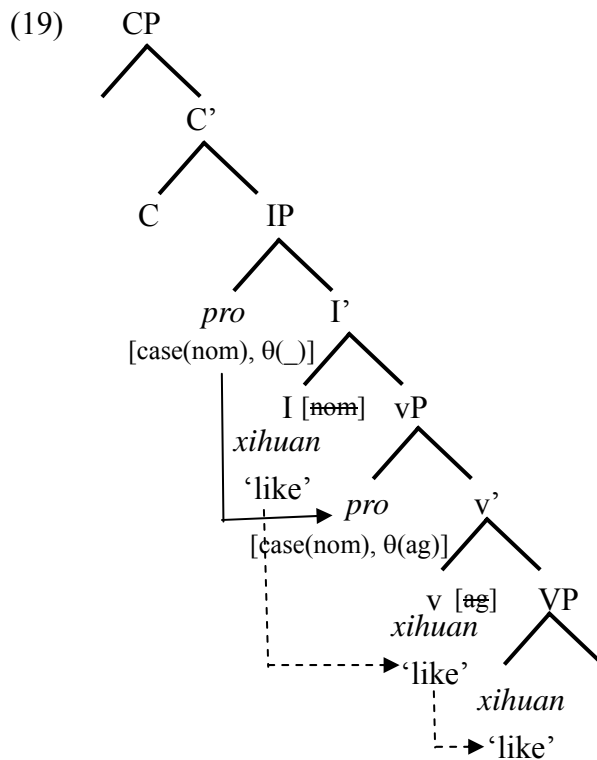 (19) CP
C’
C IP
pro I’
[case(nom), θ(_)]
I [nom] vP
xihuan
‘like’ pro v’
[case(nom), θ(ag)]
v [ag] VP
xihuan
‘like’ xihuan
‘like’